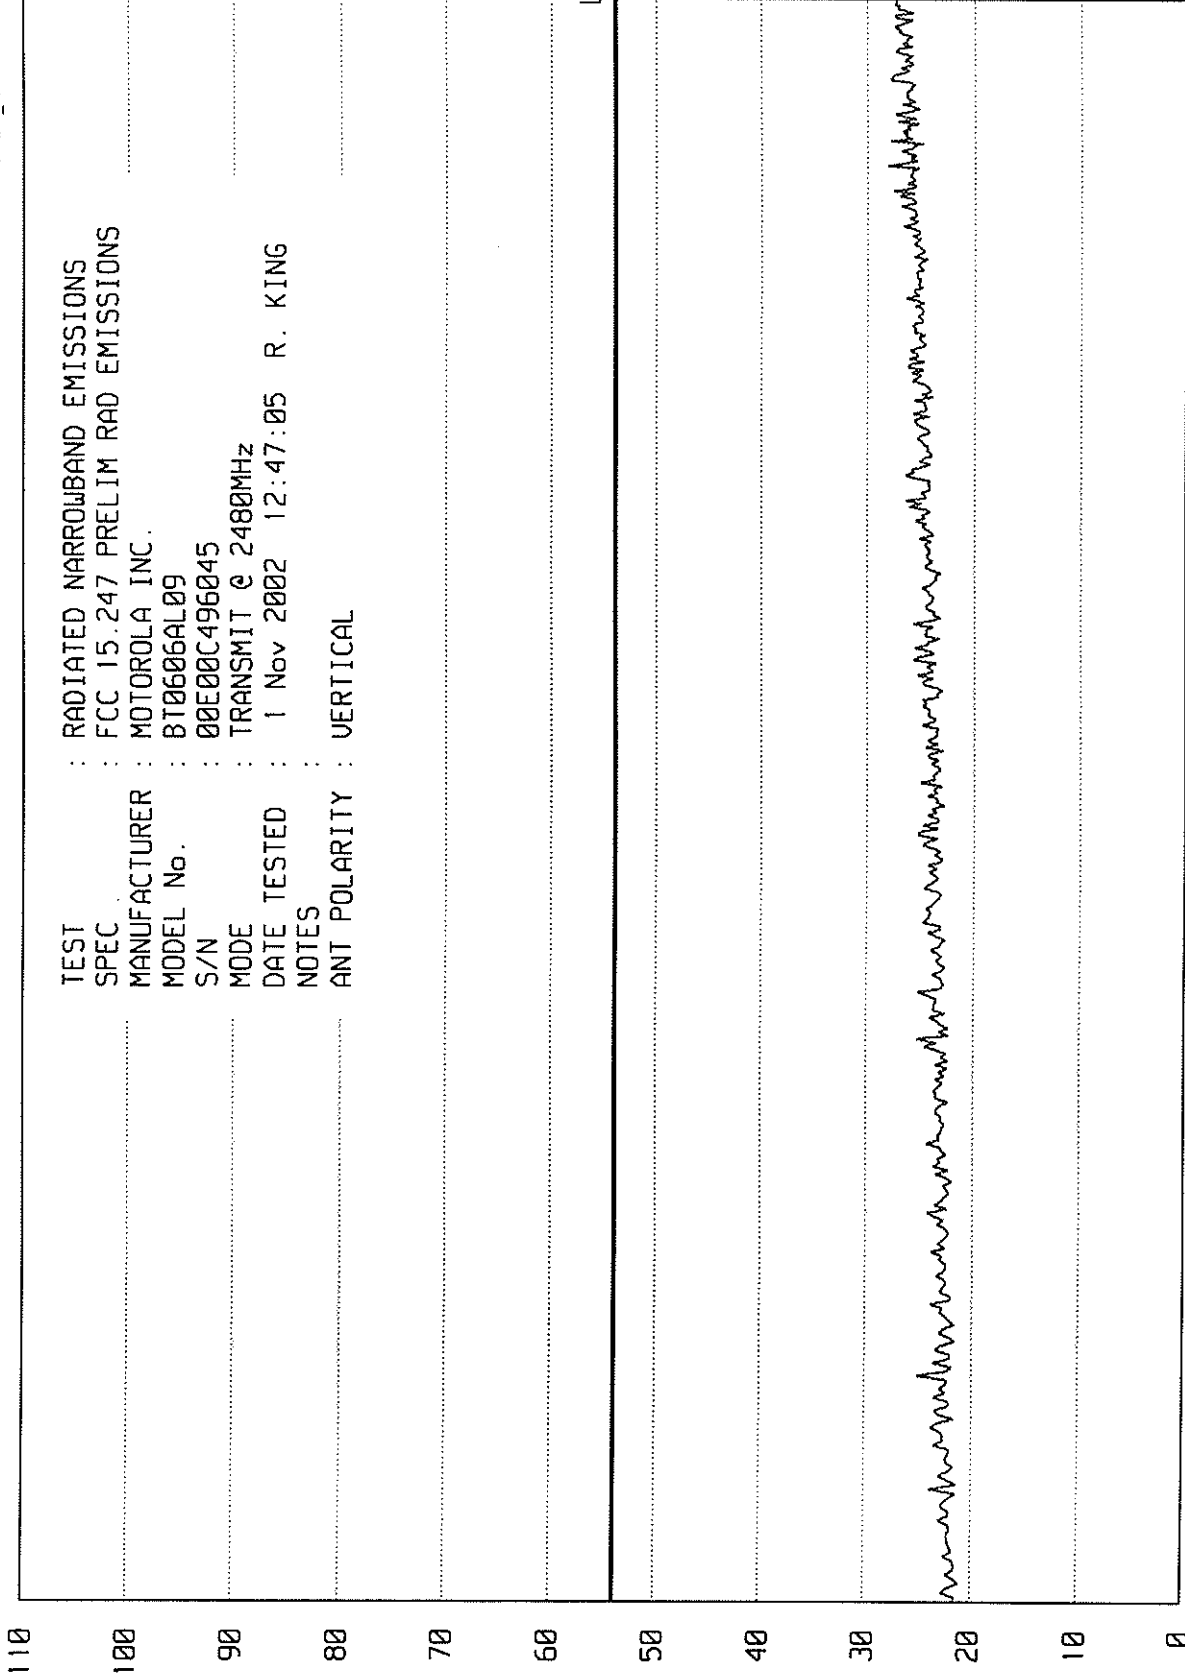 TEST : RADIATED NARROWBAND EMISSIONS
SPEC : FCC 15.247 PRELIM RAD EMISSIONS
MANUFACTURER : MOTOROLA INC.
MODEL No. : BT0606AL09
S/N : 00E00C496045
MODE : TRANSMIT @ 2480MHz
DATE TESTED : 1 Nov 2002 12:47:05 R. KING
NOTES :
ANT POLARITY : VERTICAL
110
100
90
80
70
60
50
40
30
20
10
0